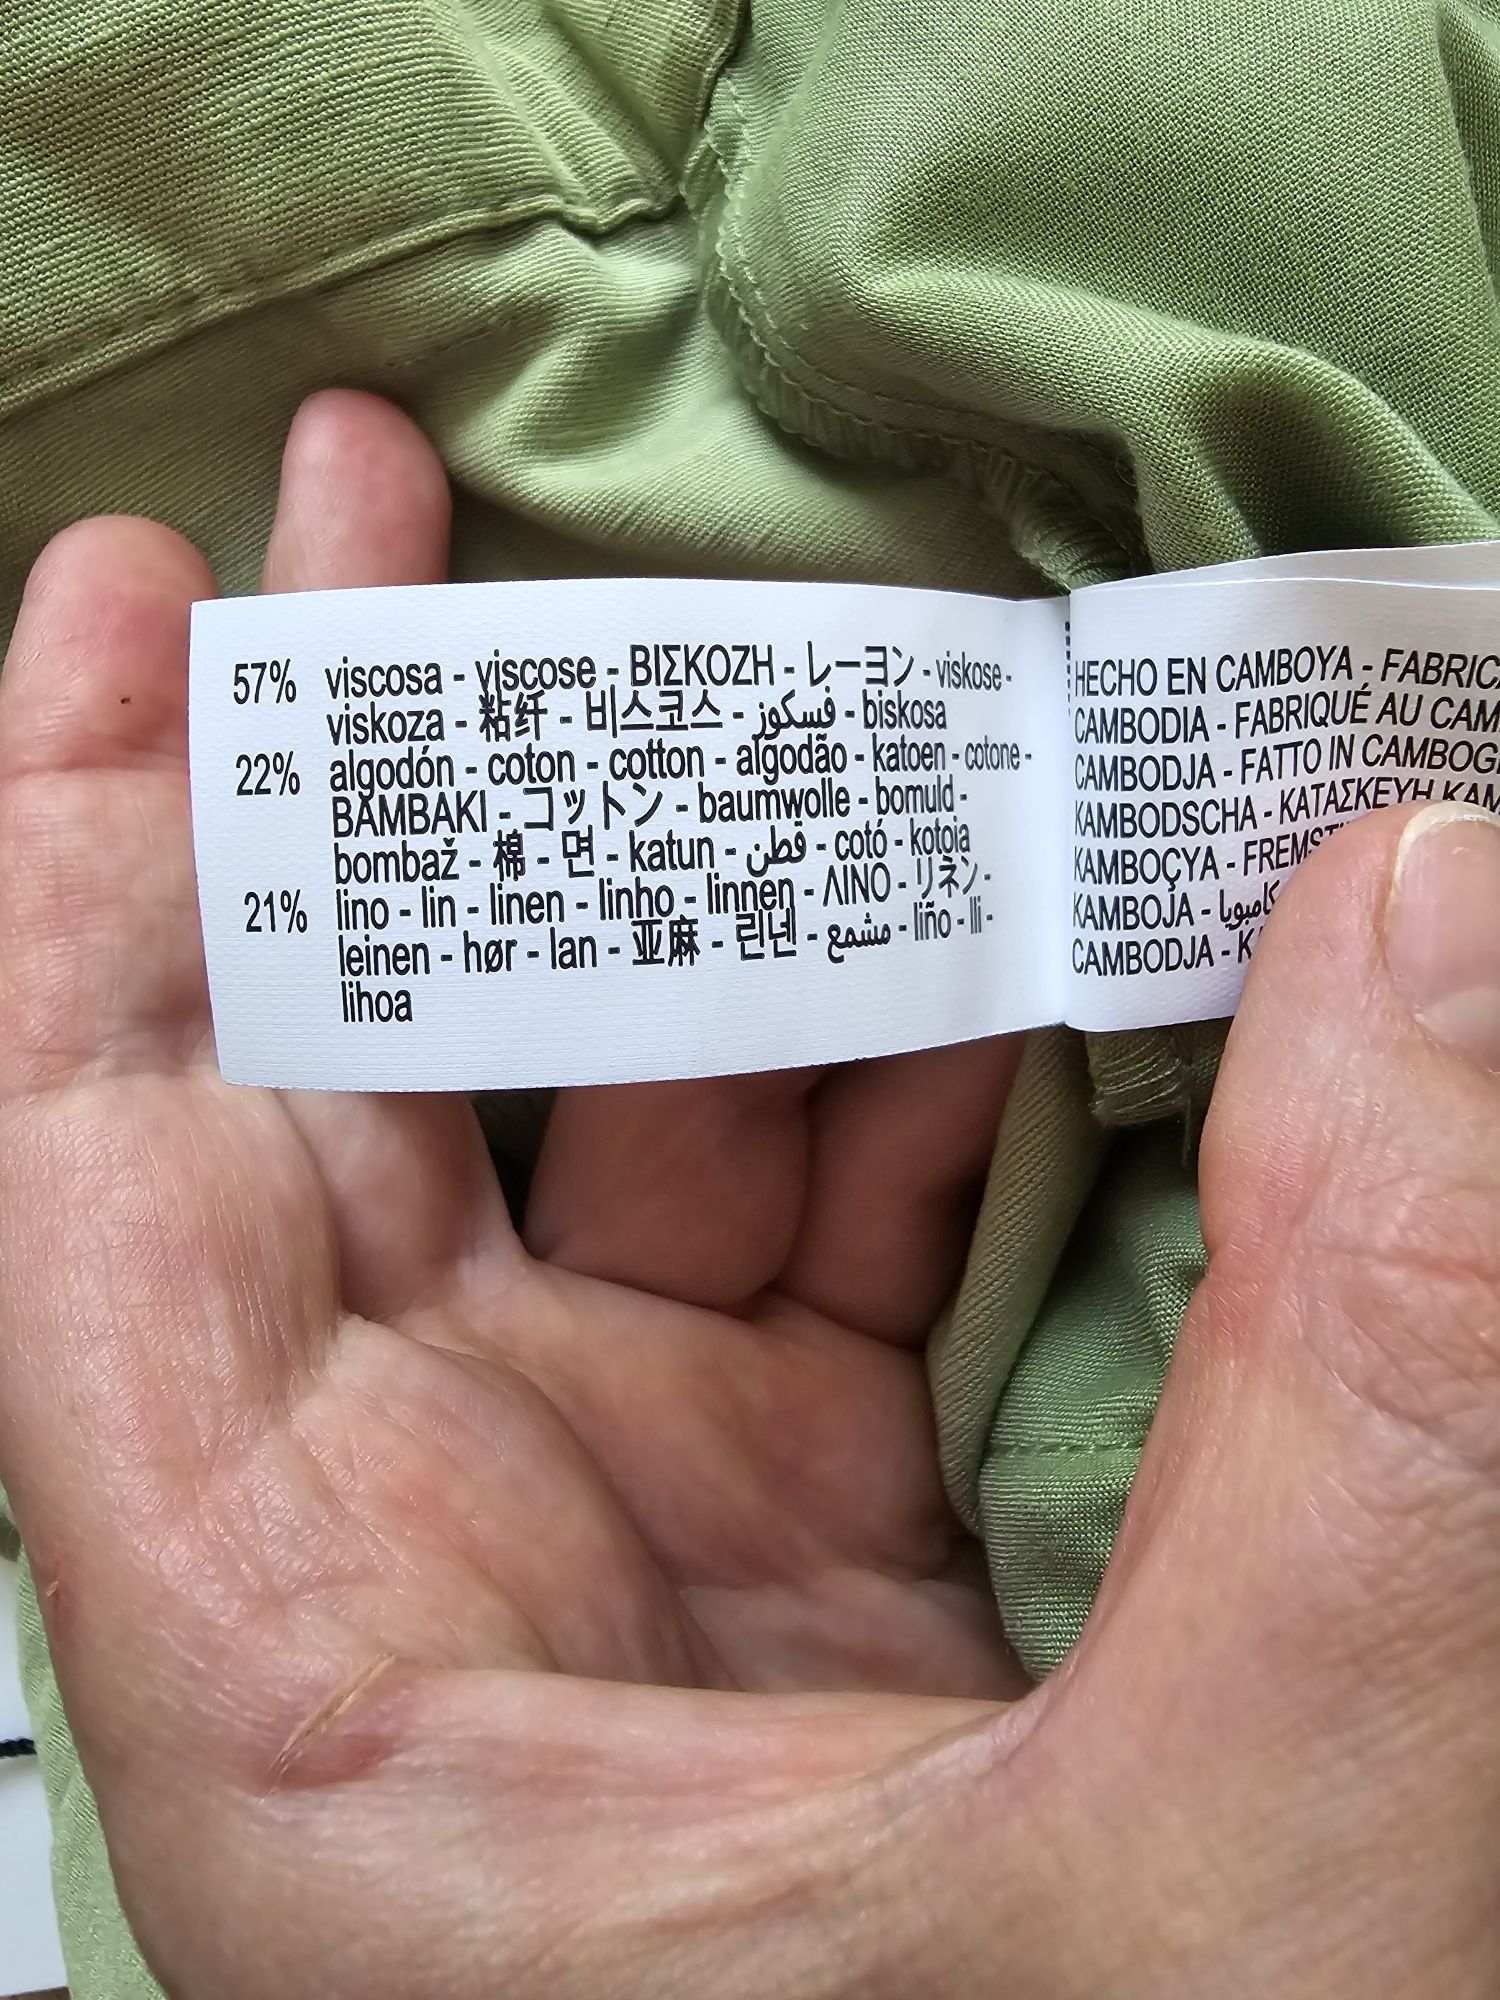 57% viscosa - viscose - ΒΙΣΚΟΖΗ - レーヨン - viskose -
viskoza - 粘纤 - 비스코스 - فسكوز - biskosa
22% algodón - coton - cotton - algodão - katoen - cotone -
BAMBAKI - コットン - baumwolle - bomuld -
bombaž - 棉 - 면 - katun - قطن - cotó - kotoia
21% lino - lin - linen - linho - linnen - ΛΙΝΟ - リネン -
leinen - hør - lan - 亚麻 - 린넨 - مشمع - liño - lli -
lihoa
HECHO EN CAMBOYA -
CAMBODIA - FABRIQUÉ AU
CAMBODJA - FATTO IN
KAMBODSCHA - ΚΑΤΑΣΚΕΥΗ
KAMBOÇYA -
KAMBOJA -
CAMBODJA -